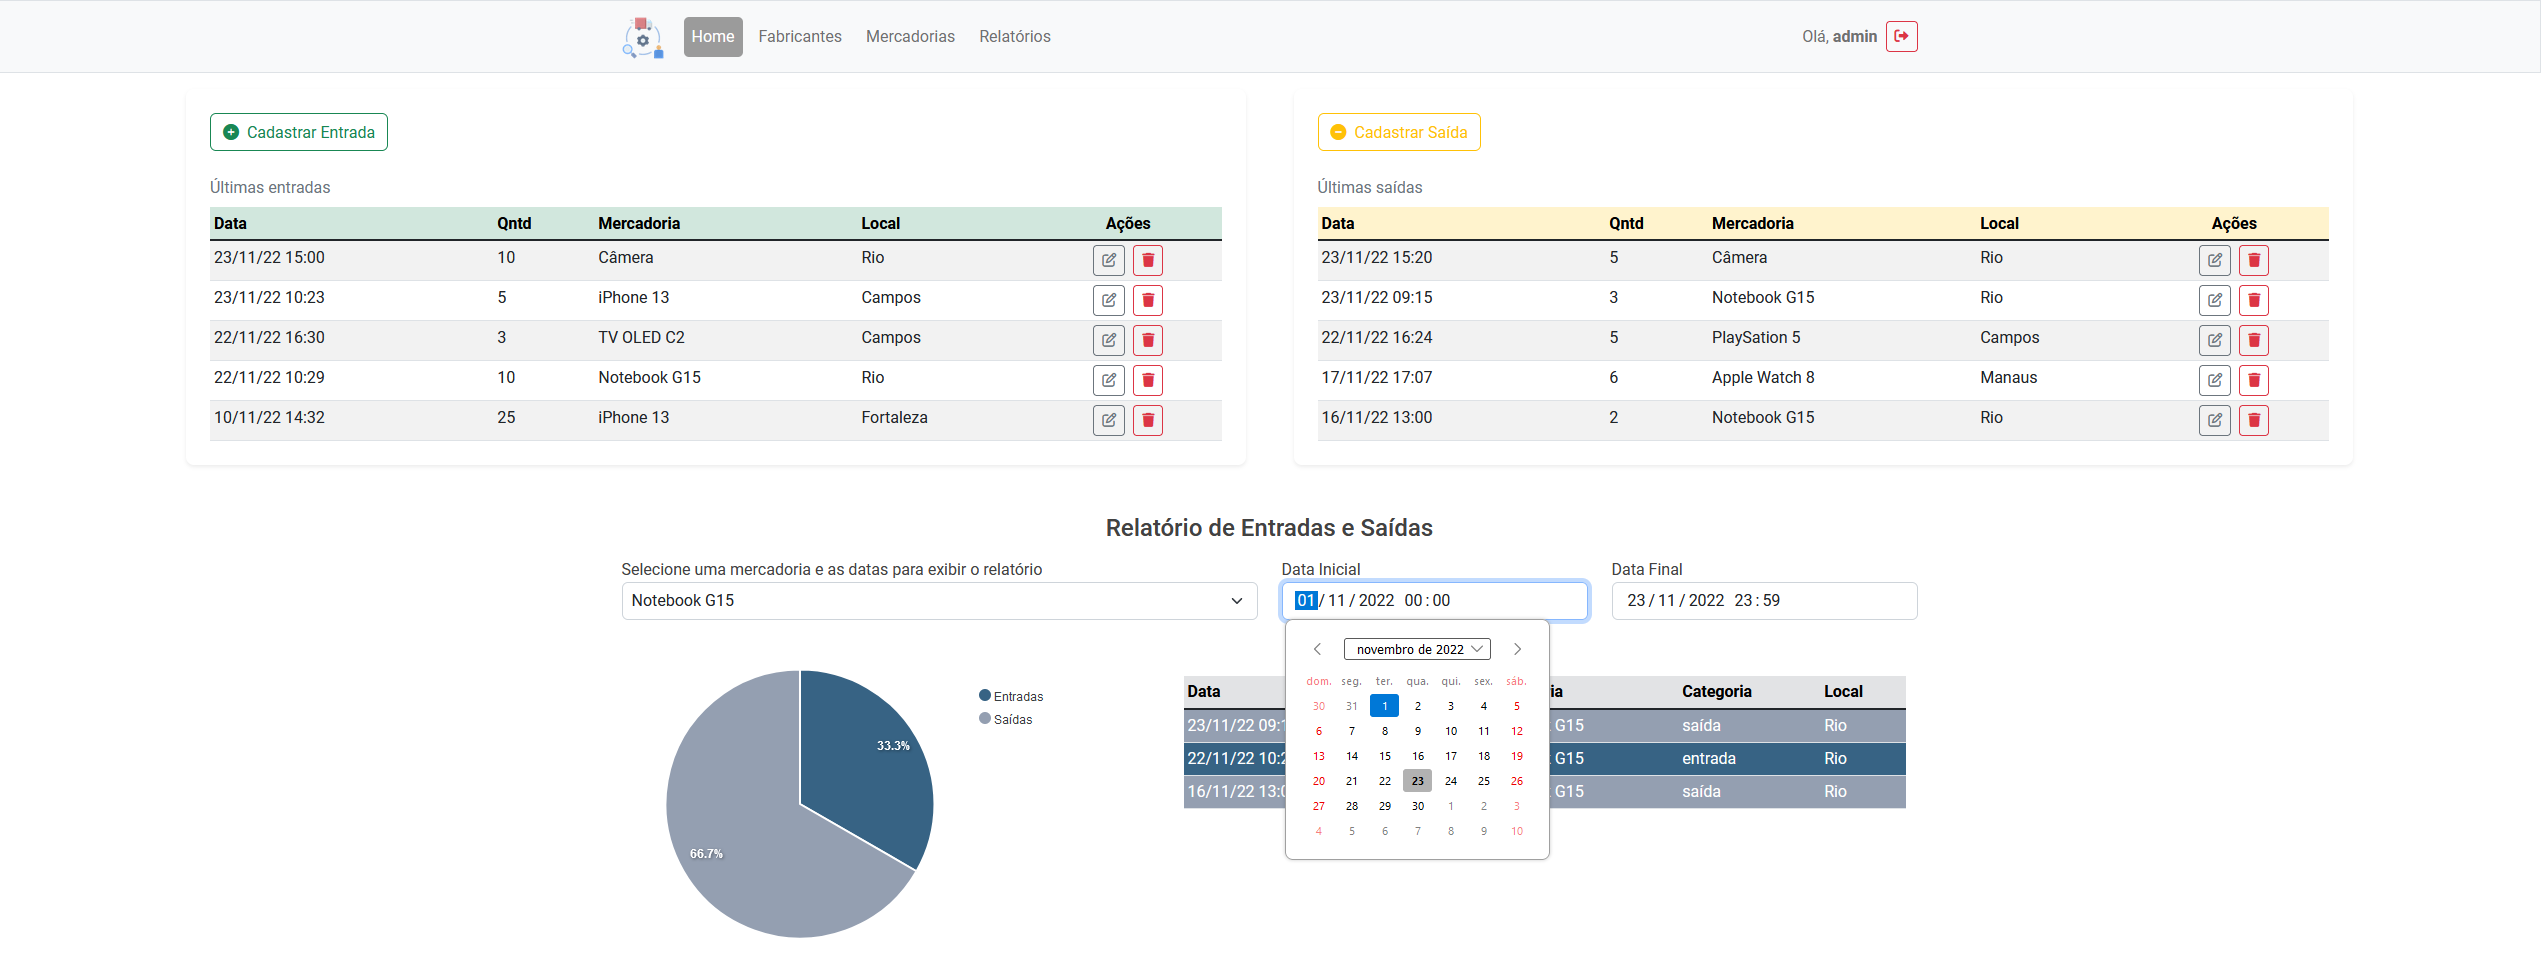 Home Fabricantes Mercadorias Relatórios Olá, admin
Cadastrar Entrada
Últimas entradas
Data Qntd Mercadoria Local Ações
23/11/22 15:00 10 Câmera Rio
23/11/22 10:23 5 iPhone 13 Campos
22/11/22 16:30 3 TV OLED C2 Campos
22/11/22 10:29 10 Notebook G15 Rio
10/11/22 14:32 25 iPhone 13 Fortaleza
Cadastrar Saída
Últimas saídas
Data Qntd Mercadoria Local Ações
23/11/22 15:20 5 Câmera Rio
23/11/22 09:15 3 Notebook G15 Rio
22/11/22 16:24 5 PlaySation 5 Campos
17/11/22 17:07 6 Apple Watch 8 Manaus
16/11/22 13:00 2 Notebook G15 Rio
Relatório de Entradas e Saídas
Selecione uma mercadoria e as datas para exibir o relatório
Notebook G15
Data Inicial
01/11/2022 00:00
Data Final
23/11/2022 23:59
novembro de 2022
dom. seg. ter. qua. qui. sex. sáb.
30 31 1 2 3 4 5
6 7 8 9 10 11 12
13 14 15 16 17 18 19
20 21 22 23 24 25 26
27 28 29 30 1 2 3
4 5 6 7 8 9 10
33.3%
66.7%
Entradas
Saídas
Data ia Categoria Local
23/11/22 09:1 G15 saída Rio
22/11/22 10:2 G15 entrada Rio
16/11/22 13:0 G15 saída Rio